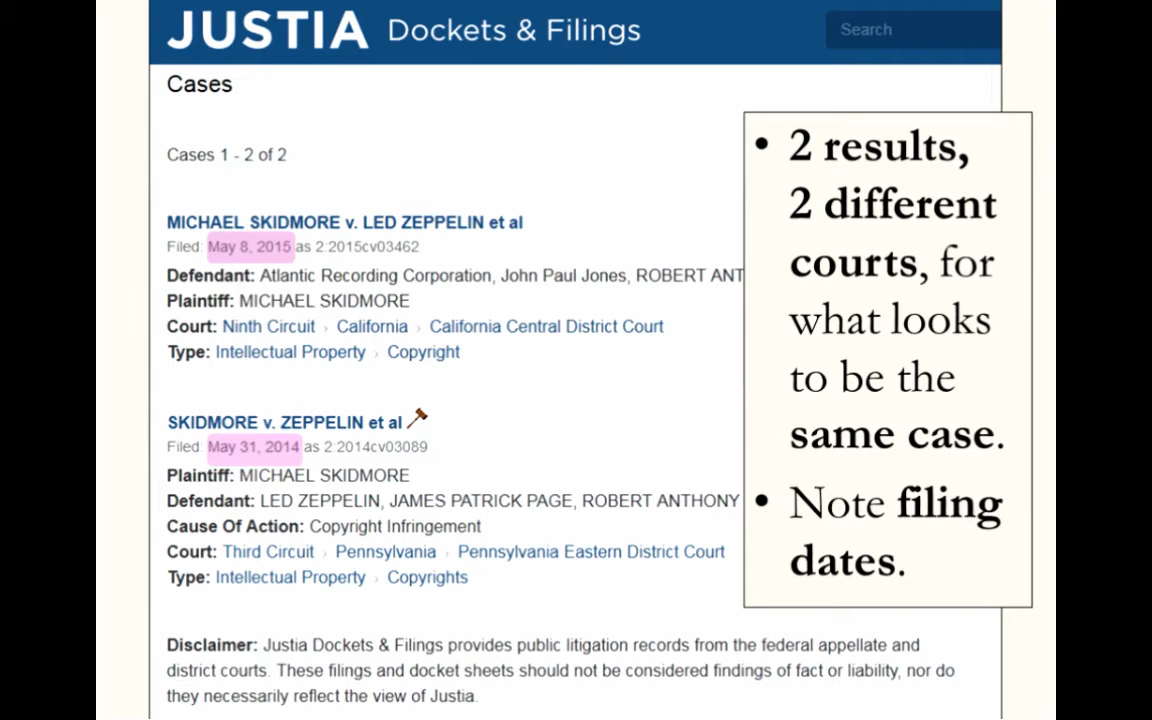 JUSTIA Dockets & Filings
Search
Cases
Cases 1 - 2 of 2
MICHAEL SKIDMORE v. LED ZEPPELIN et al
Filed: May 8, 2015 as 2:2015cv03462
Defendant: Atlantic Recording Corporation, John Paul Jones, ROBERT ANT
Plaintiff: MICHAEL SKIDMORE
Court: Ninth Circuit › California › California Central District Court
Type: Intellectual Property › Copyright
SKIDMORE v. ZEPPELIN et al
Filed: May 31, 2014 as 2:2014cv03089
Plaintiff: MICHAEL SKIDMORE
Defendant: LED ZEPPELIN, JAMES PATRICK PAGE, ROBERT ANTHONY
Cause Of Action: Copyright Infringement
Court: Third Circuit › Pennsylvania › Pennsylvania Eastern District Court
Type: Intellectual Property › Copyrights
Disclaimer: Justia Dockets & Filings provides public litigation records from the federal appellate and
district courts. These filings and docket sheets should not be considered findings of fact or liability, nor do
they necessarily reflect the view of Justia.
• 2 results,
2 different
courts, for
what looks
to be the
same case.
• Note filing
dates.